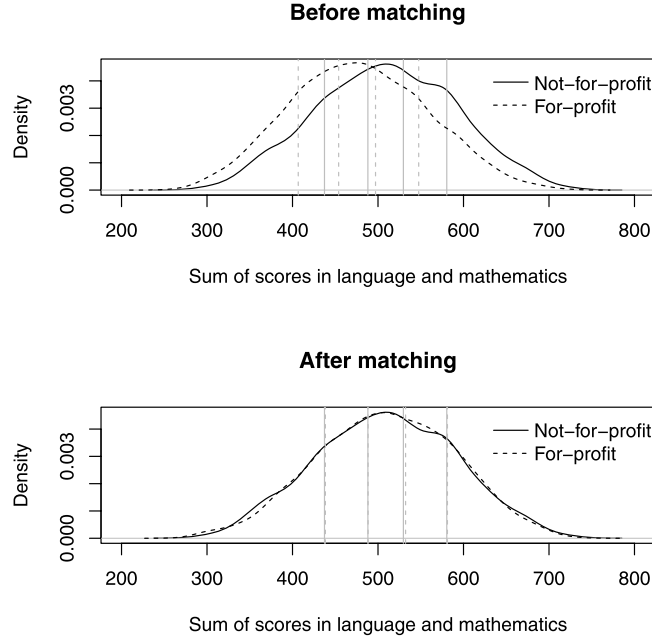 Before matching
Density
0.003
0.000
Not−for−profit
For−profit
200 300 400 500 600 700 800
Sum of scores in language and mathematics
After matching
Density
0.003
0.000
Not−for−profit
For−profit
200 300 400 500 600 700 800
Sum of scores in language and mathematics